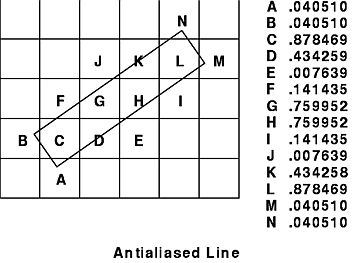 N
J K L M
F G H I
B C D E
A
A .040510
B .040510
C .878469
D .434259
E .007639
F .141435
G .759952
H .759952
I .141435
J .007639
K .434258
L .878469
M .040510
N .040510
Antialiased Line